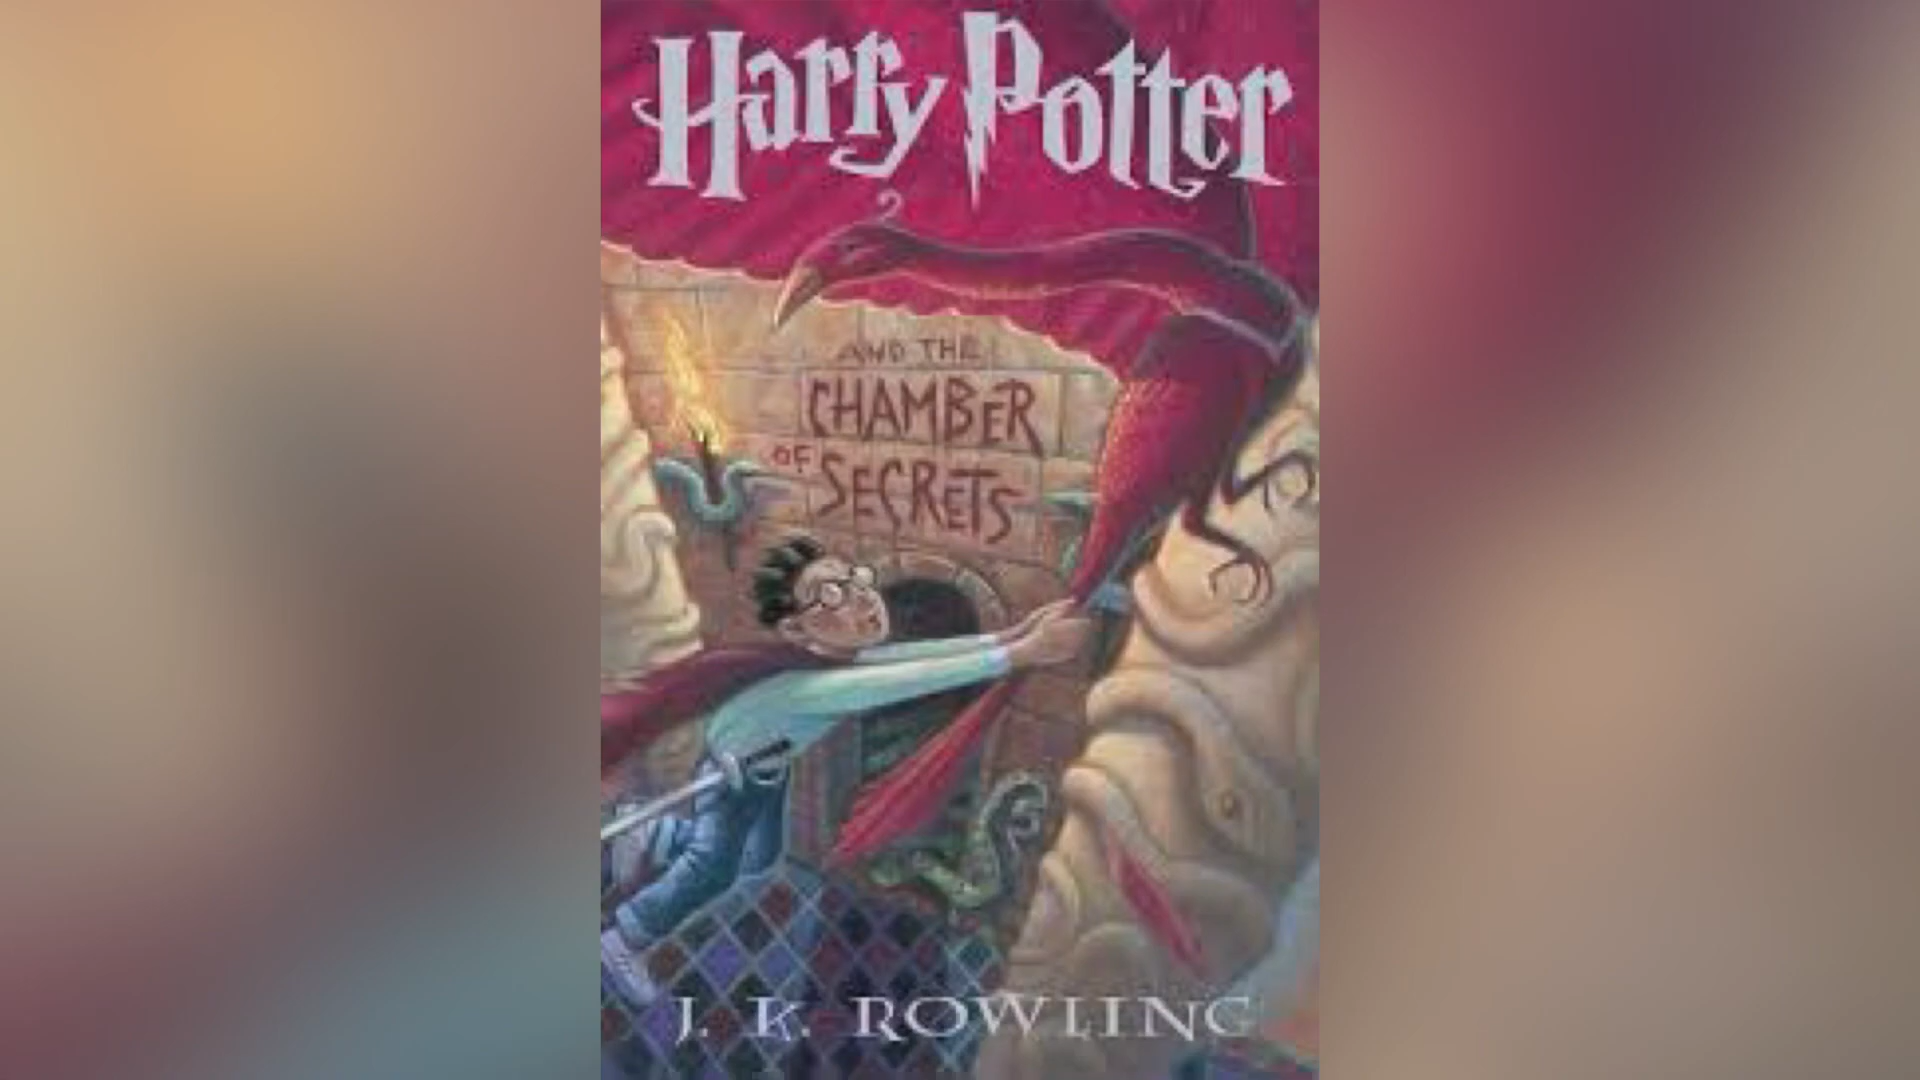 Harry Potter
AND THE
CHAMBER
OF SECRETS
J. K. ROWLING